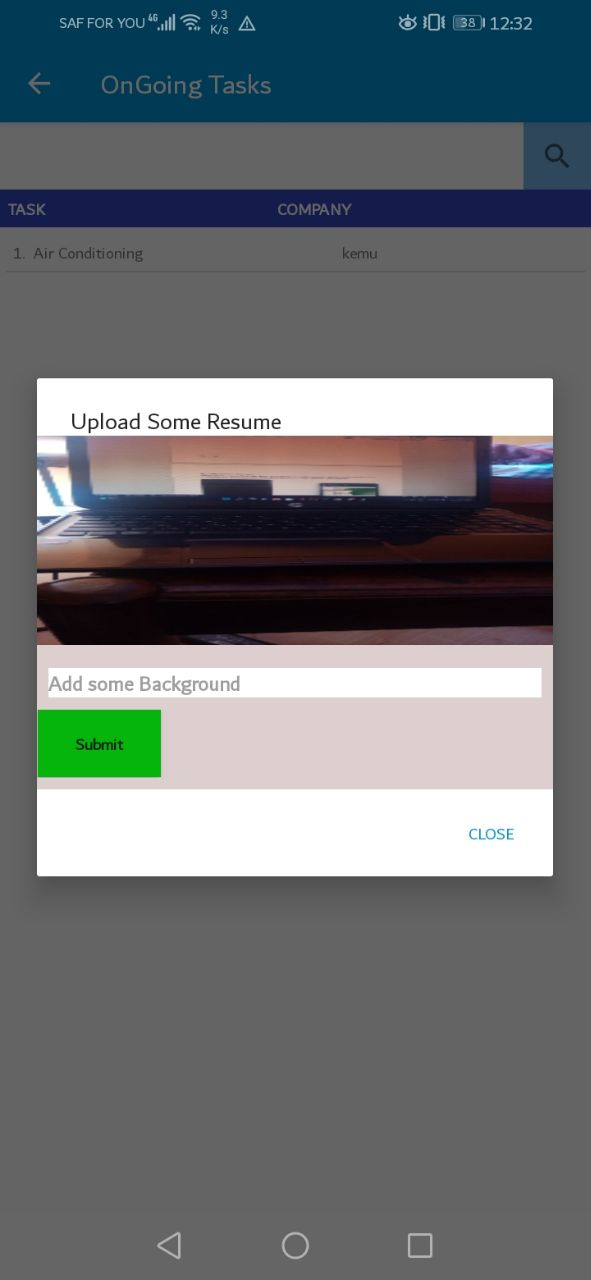 SAF FOR YOU 4G 9.3 K/s 38 12:32
OnGoing Tasks
TASK COMPANY
1. Air Conditioning kemu
Upload Some Resume
Add some Background
Submit
CLOSE